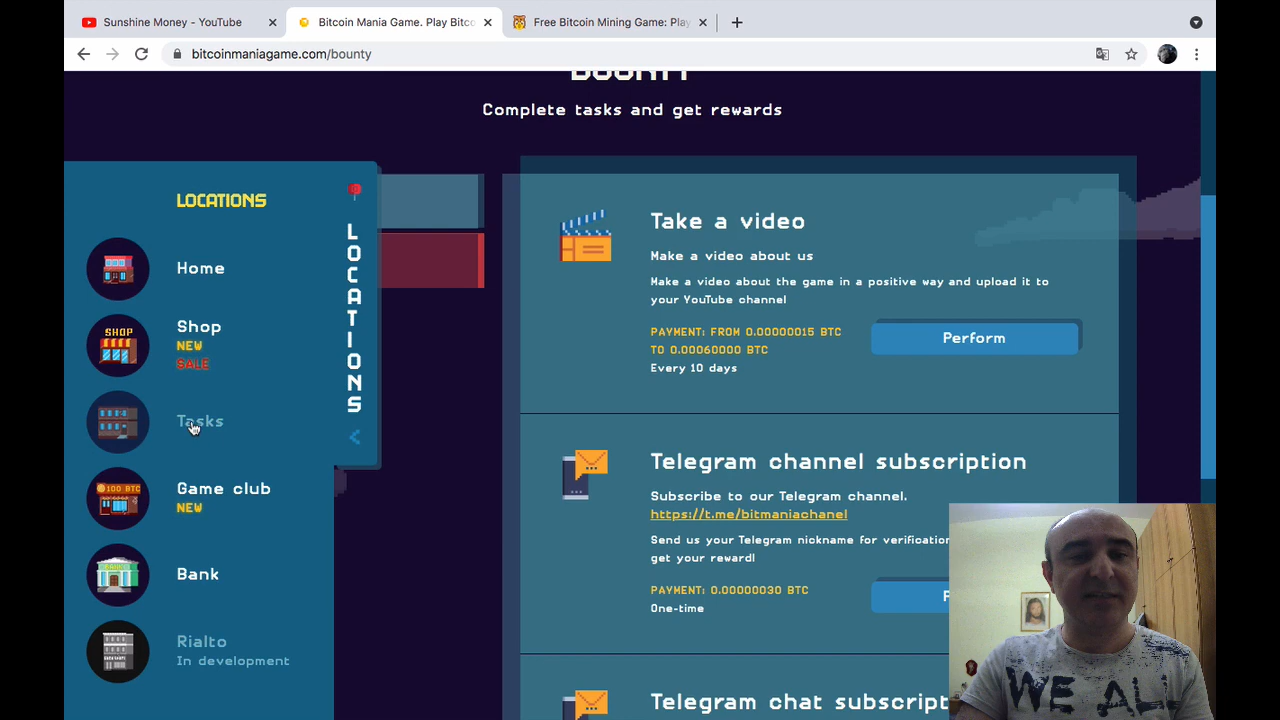 Sunshine Money - YouTube
Bitcoin Mania Game. Play Bitco
Free Bitcoin Mining Game: Play
bitcoinmaniagame.com/bounty
BOUNTY
Complete tasks and get rewards
LOCATIONS
Home
Shop
NEW
SALE
Tasks
Game club
NEW
Bank
Rialto
In development
100 BTC
SHOP
LOCATIONS
Take a video
Make a video about us
Make a video about the game in a positive way and upload it to
your YouTube channel
PAYMENT: FROM 0.00000015 BTC
TO 0.00060000 BTC
Every 10 days
Perform
Telegram channel subscription
Subscribe to our Telegram channel.
https://t.me/bitmaniachanel
Send us your Telegram nickname for verification
get your reward!
PAYMENT: 0.00000030 BTC
One-time
Telegram chat subscript
WE ALL